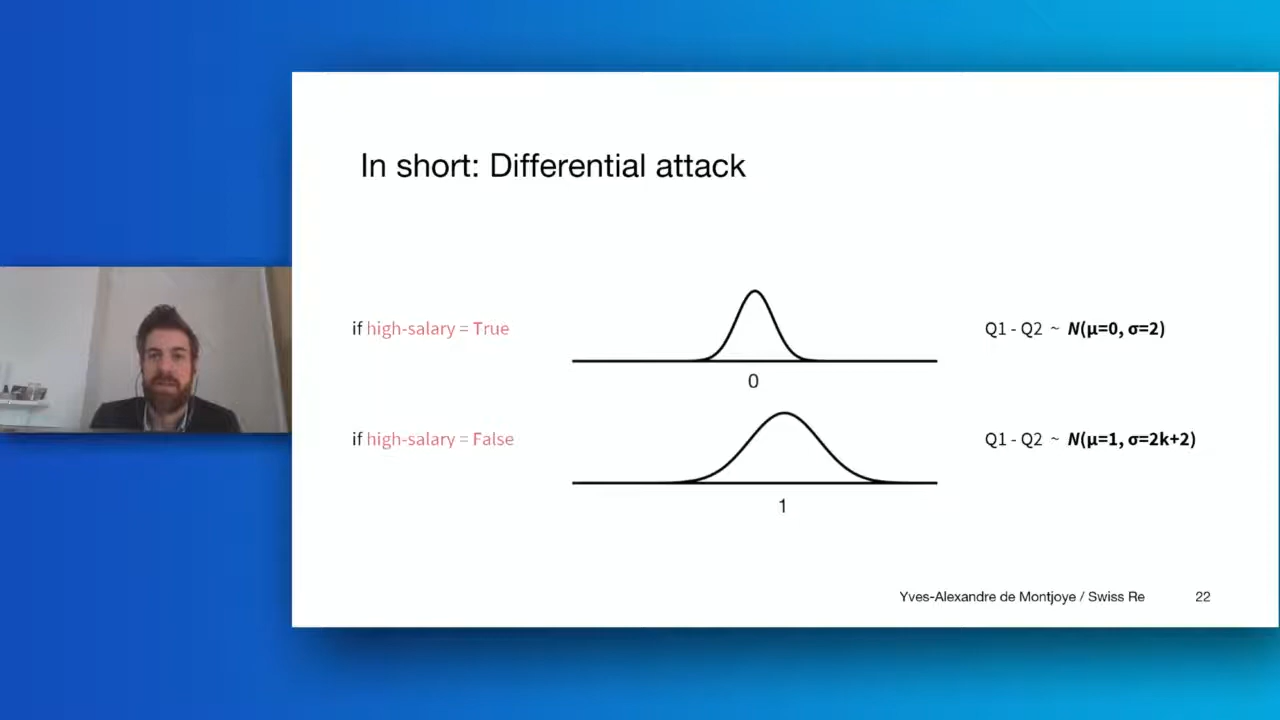 In short: Differential attack
if high-salary = True
0
Q1 - Q2 ~ N(μ=0, σ=2)
if high-salary = False
1
Q1 - Q2 ~ N(μ=1, σ=2k+2)
Yves-Alexandre de Montjoye / Swiss Re 22